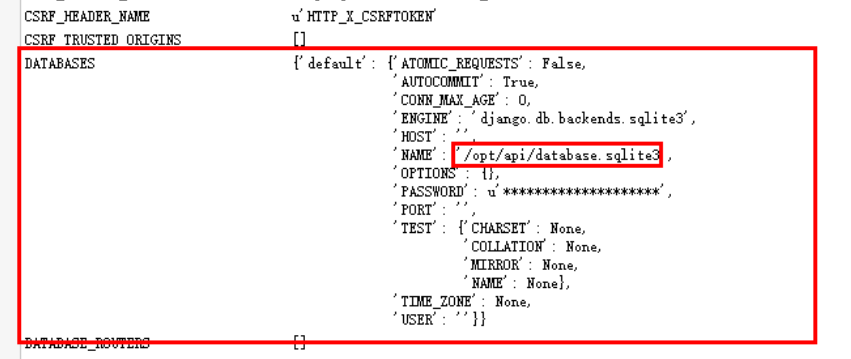 CSRF_HEADER_NAME u'HTTP_X_CSRFTOKEN'
CSRF_TRUSTED_ORIGINS []
DATABASES {'default': {'ATOMIC_REQUESTS': False,
'AUTOCOMMIT': True,
'CONN_MAX_AGE': 0,
'ENGINE': 'django.db.backends.sqlite3',
'HOST': '',
'NAME': '/opt/api/database.sqlite3',
'OPTIONS': {},
'PASSWORD': u'********************',
'PORT': '',
'TEST': {'CHARSET': None,
'COLLATION': None,
'MIRROR': None,
'NAME': None},
'TIME_ZONE': None,
'USER': ''}}
DATABASE_ROUTERS []